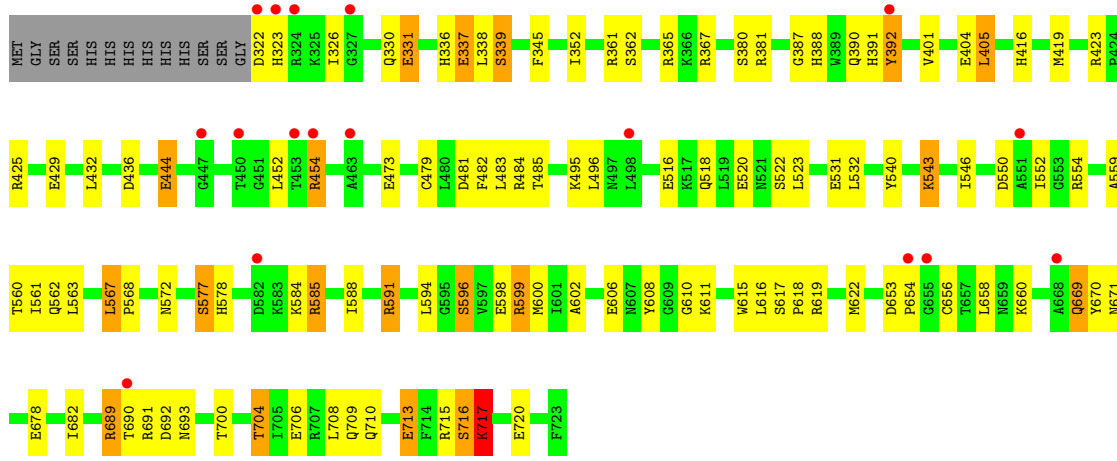 MET GLY SER SER HIS HIS HIS HIS HIS HIS SER SER GLY D322 H323 R324 K325 I326 G327 Q330 E331 H336 E337 L338 S339 F345 I352 R361 S362 R365 K366 R367 S380 R381 G387 H388 W389 Q390 H391 Y392 V401 E404 L405 H416 M419 R423 P424
R425 E429 L432 D436 E444 G447 T450 G451 L452 T453 R454 A463 E473 C479 L480 D481 F482 L483 R484 T485 K495 L496 N497 L498 E516 K517 Q518 L519 E520 N521 S522 L523 E531 L532 Y540 K543 I546 D550 A551 I552 G553 R554 A559
T560 I561 Q562 L563 L567 P568 N572 S577 H578 D582 K583 K584 R585 I588 R591 L594 G595 S596 V597 E598 R599 M600 I601 A602 E606 N607 Y608 G609 G610 K611 W615 L616 S617 P618 R619 M622 D653 P654 G655 C656 T657 L658 N659 K660 A668 Q669 Y670 N671
E678 I682 R689 T690 R691 D692 N693 T700 T704 I705 E706 R707 L708 Q709 Q710 E713 F714 R715 S716 K717 E720 F723